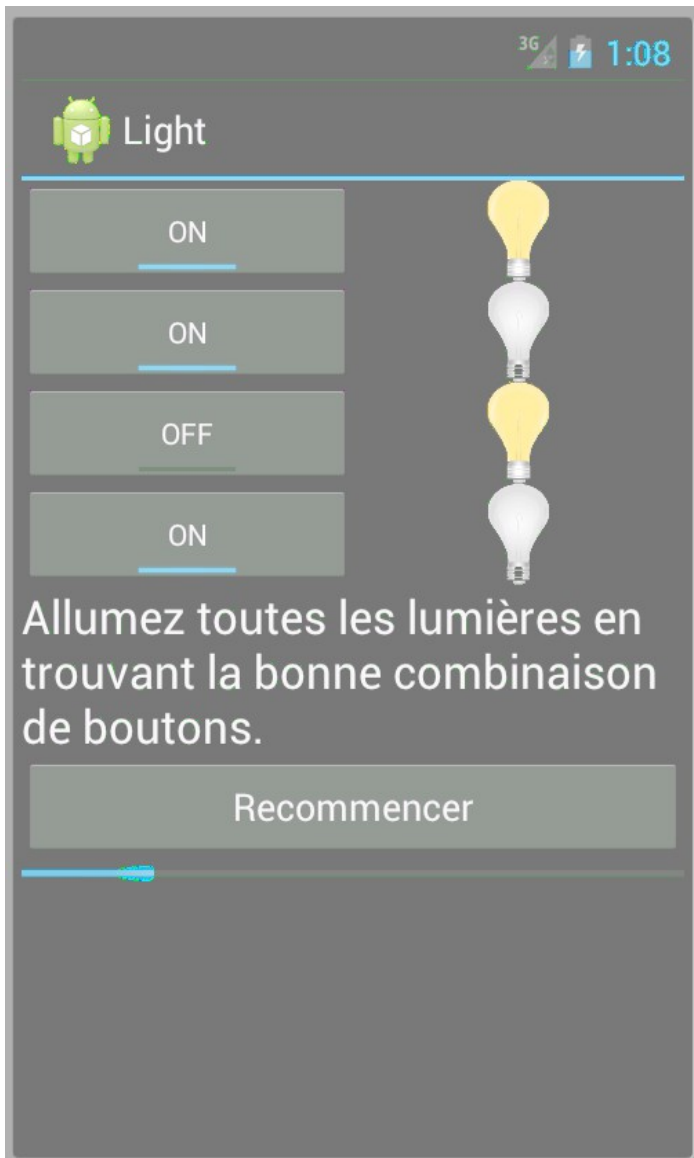 3G 1:08
Light
ON
ON
OFF
ON
Allumez toutes les lumières en
trouvant la bonne combinaison
de boutons.
Recommencer